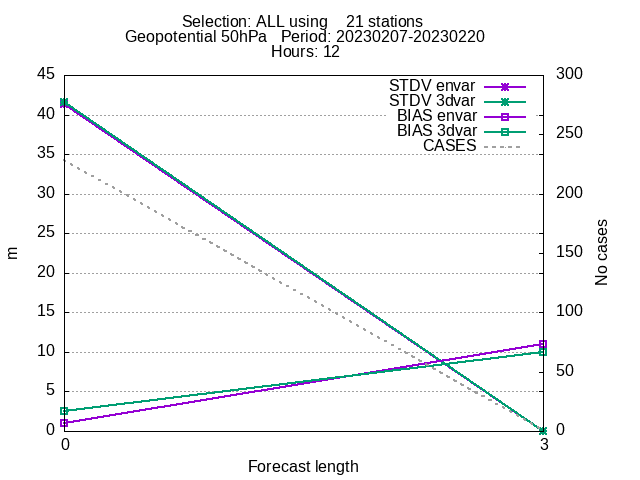 Selection: ALL using    21 stations
Geopotential 50hPa   Period: 20230207-20230220
Hours: 12
45
40
35
30
25
20
15
10
5
0
m
300
250
200
150
100
50
0
No cases
STDV envar
STDV 3dvar
BIAS envar
BIAS 3dvar
CASES
0
3
Forecast length